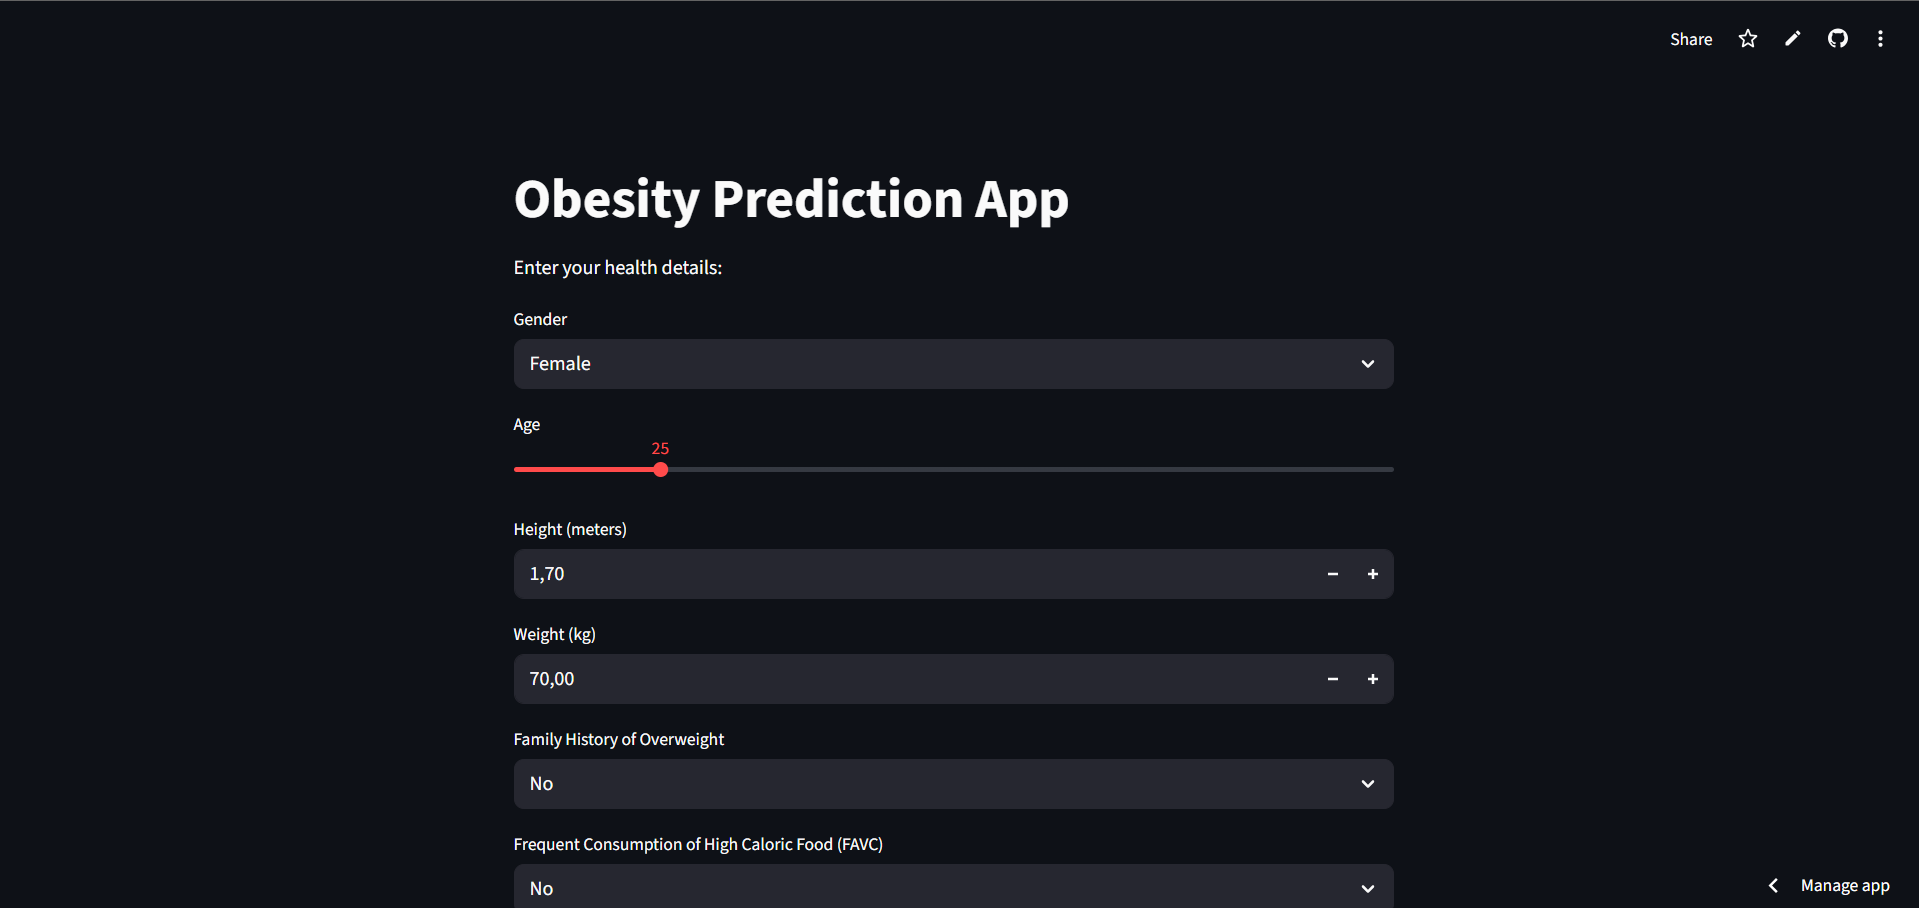 Share
Obesity Prediction App
Enter your health details:
Gender
Female
Age
25
Height (meters)
1,70
Weight (kg)
70,00
Family History of Overweight
No
Frequent Consumption of High Caloric Food (FAVC)
No
Manage app